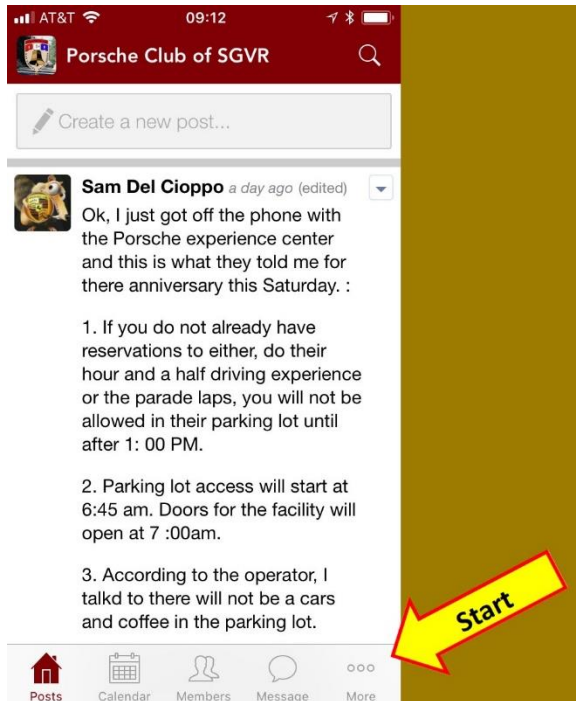 AT&T 09:12
Porsche Club of SGVR
Create a new post...
Sam Del Cioppo a day ago (edited)
Ok, I just got off the phone with
the Porsche experience center
and this is what they told me for
there anniversary this Saturday. :
1. If you do not already have
reservations to either, do their
hour and a half driving experience
or the parade laps, you will not be
allowed in their parking lot until
after 1: 00 PM.
2. Parking lot access will start at
6:45 am. Doors for the facility will
open at 7 :00am.
3. According to the operator, I
talkd to there will not be a cars
and coffee in the parking lot.
Start
Posts Calendar Members Message More